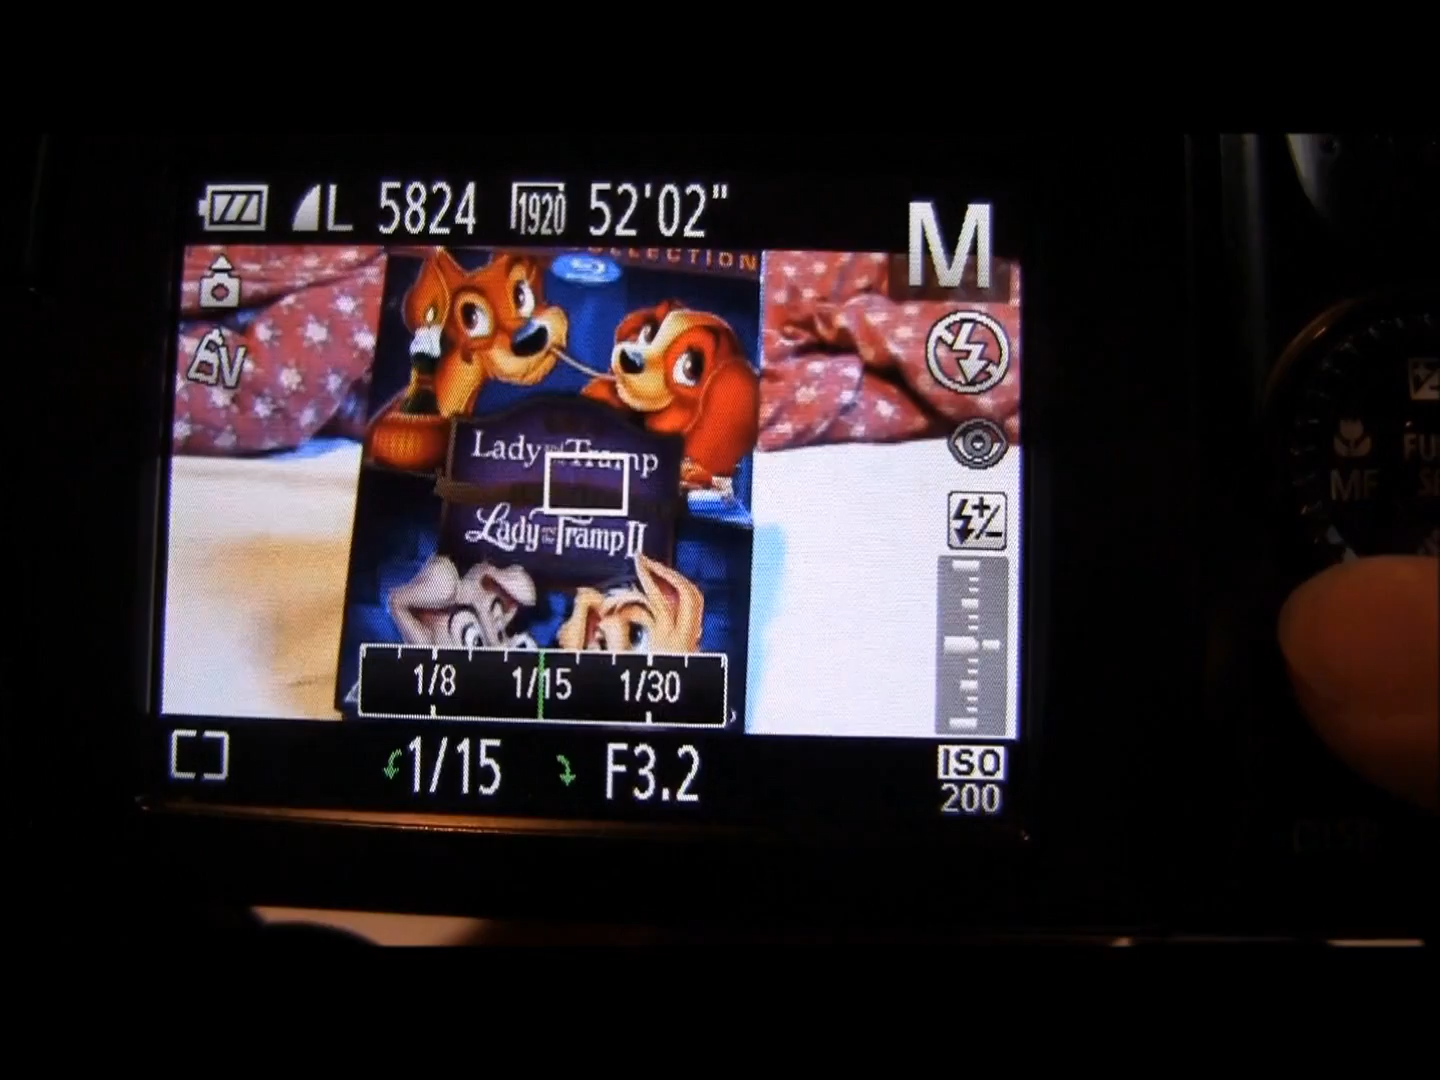 L 5824 1920 52'02"
M
V
COLLECTION
Lady and the Tramp
Lady and the Tramp II
1/8 1/15 1/30
1/15 F3.2
ISO
200
MF
DISP